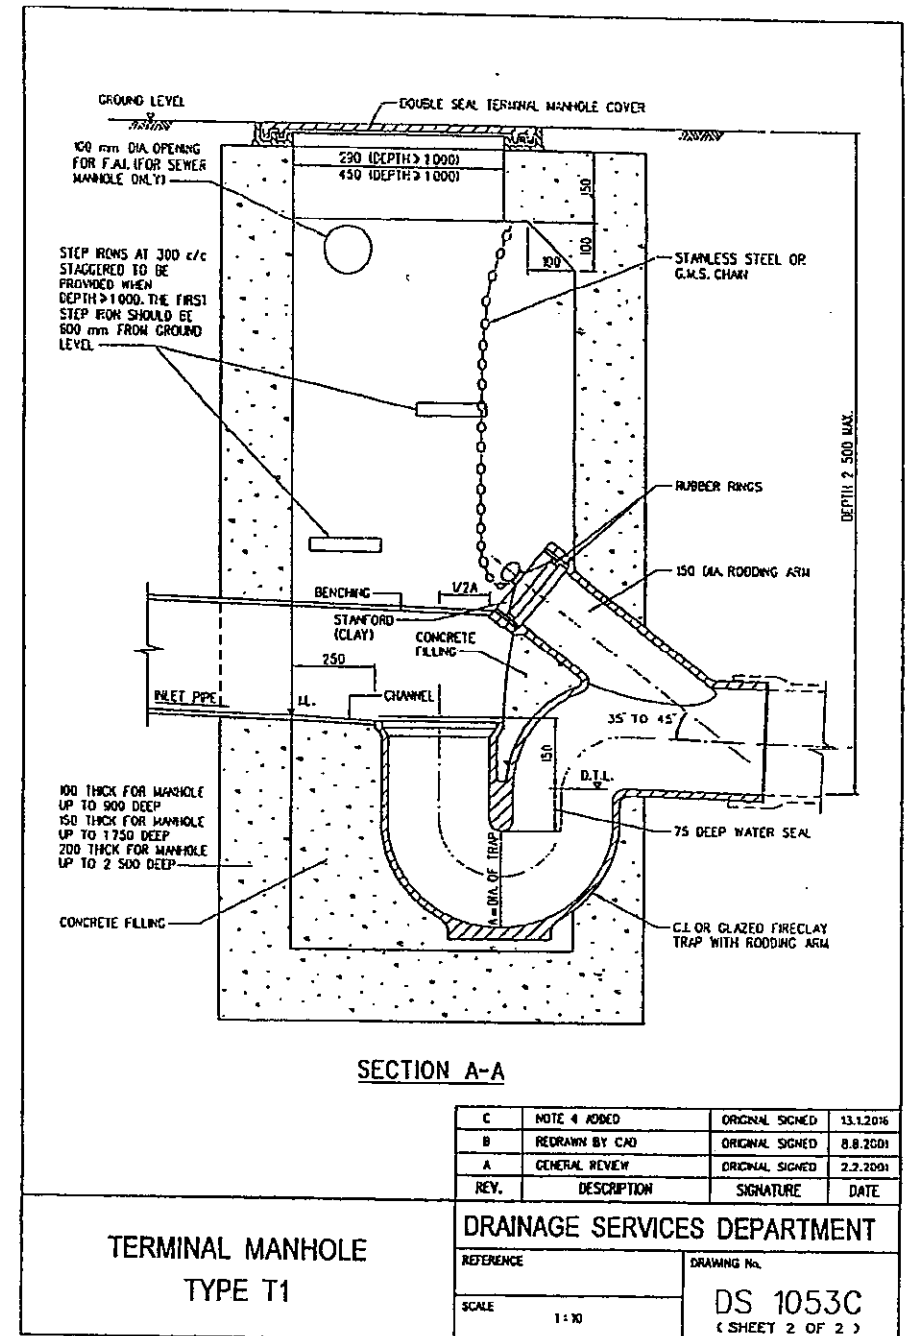 GROUND LEVEL
DOUBLE SEAL TERMINAL MANHOLE COVER
100 mm DIA. OPENING
FOR F.A.I. (FOR SEWER
MANHOLE ONLY)
290 (DEPTH > 1000)
450 (DEPTH > 1000)
150
100
100
STEP IRONS AT 300 c/c
STAGGERED TO BE
PROVIDED WHEN
DEPTH > 1000. THE FIRST
STEP IRON SHOULD BE
600 mm FROM GROUND
LEVEL
STAINLESS STEEL OR
G.M.S. CHAIN
DEPTH 2 500 MAX.
RUBBER RINGS
150 DIA. RODDING ARM
BENCHING
1/2A
STANFORD
(CLAY)
CONCRETE
FILLING
250
INLET PIPE
I.L.
CHANNEL
35° TO 45°
150
D.T.L.
100 THICK FOR MANHOLE
UP TO 900 DEEP
150 THICK FOR MANHOLE
UP TO 1750 DEEP
200 THICK FOR MANHOLE
UP TO 2 500 DEEP
75 DEEP WATER SEAL
A = DIA. OF TRAP
CONCRETE FILLING
C.I. OR GLAZED FIRECLAY
TRAP WITH RODDING ARM
SECTION A-A
C NOTE 4 ADDED ORIGINAL SIGNED 13.1.2016
B REDRAWN BY CAD ORIGINAL SIGNED 8.8.2001
A GENERAL REVIEW ORIGINAL SIGNED 2.2.2001
REV. DESCRIPTION SIGNATURE DATE
TERMINAL MANHOLE
TYPE T1
DRAINAGE SERVICES DEPARTMENT
REFERENCE
DRAWING No.
SCALE
1 : 10
DS 1053C
( SHEET 2 OF 2 )